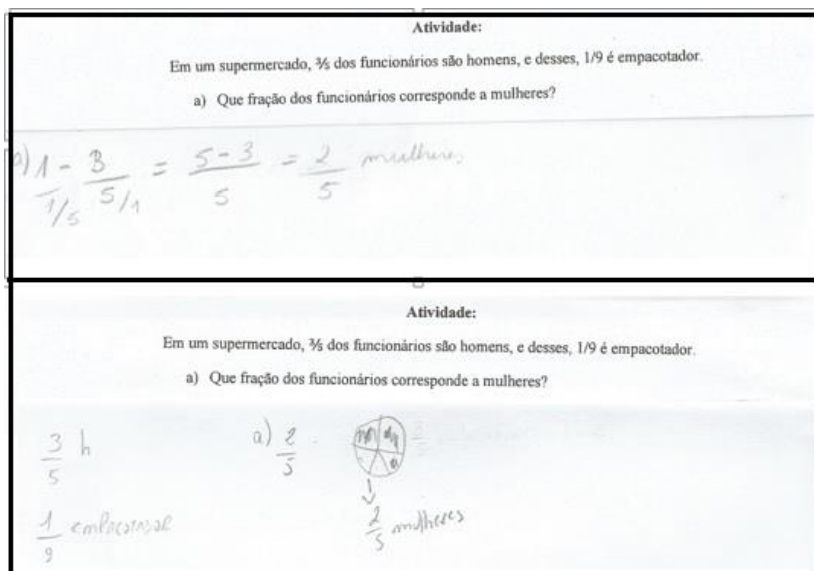 Atividade:
Em um supermercado, ⅗ dos funcionários são homens, e desses, 1/9 é empacotador.
a) Que fração dos funcionários corresponde a mulheres?
a) 1/1/5 - 3/5/1 = 5-3/5 = 2/5 mulheres
Atividade:
Em um supermercado, ⅗ dos funcionários são homens, e desses, 1/9 é empacotador.
a) Que fração dos funcionários corresponde a mulheres?
3/5 h
a) 2/5
1/9
2/5 mulheres